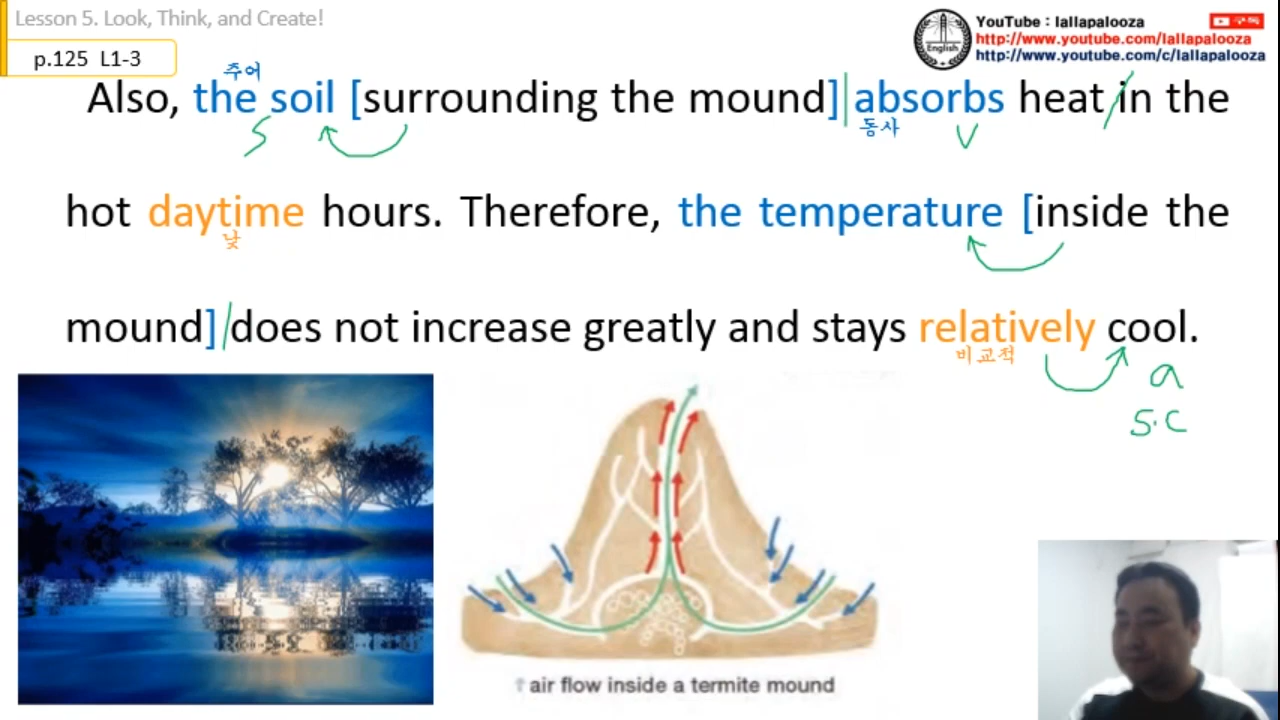 Lesson 5. Look, Think, and Create!
p.125 L1-3
English
YouTube : lallapalooza
구독
http://www.youtube.com/lallapalooza
http://www.youtube.com/c/lallapalooza
주어
Also, the soil [surrounding the mound] absorbs heat in the
S
동사
V
hot daytime hours. Therefore, the temperature [inside the
낮
mound] does not increase greatly and stays relatively cool.
비교적
a
S.C
air flow inside a termite mound